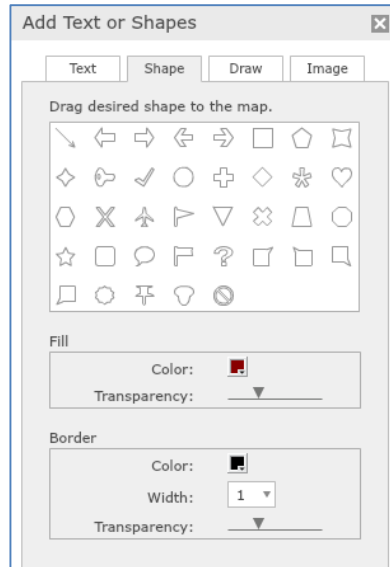 Add Text or Shapes
Text Shape Draw Image
Drag desired shape to the map.
Fill
Color:
Transparency:
Border
Color:
Width: 1
Transparency: